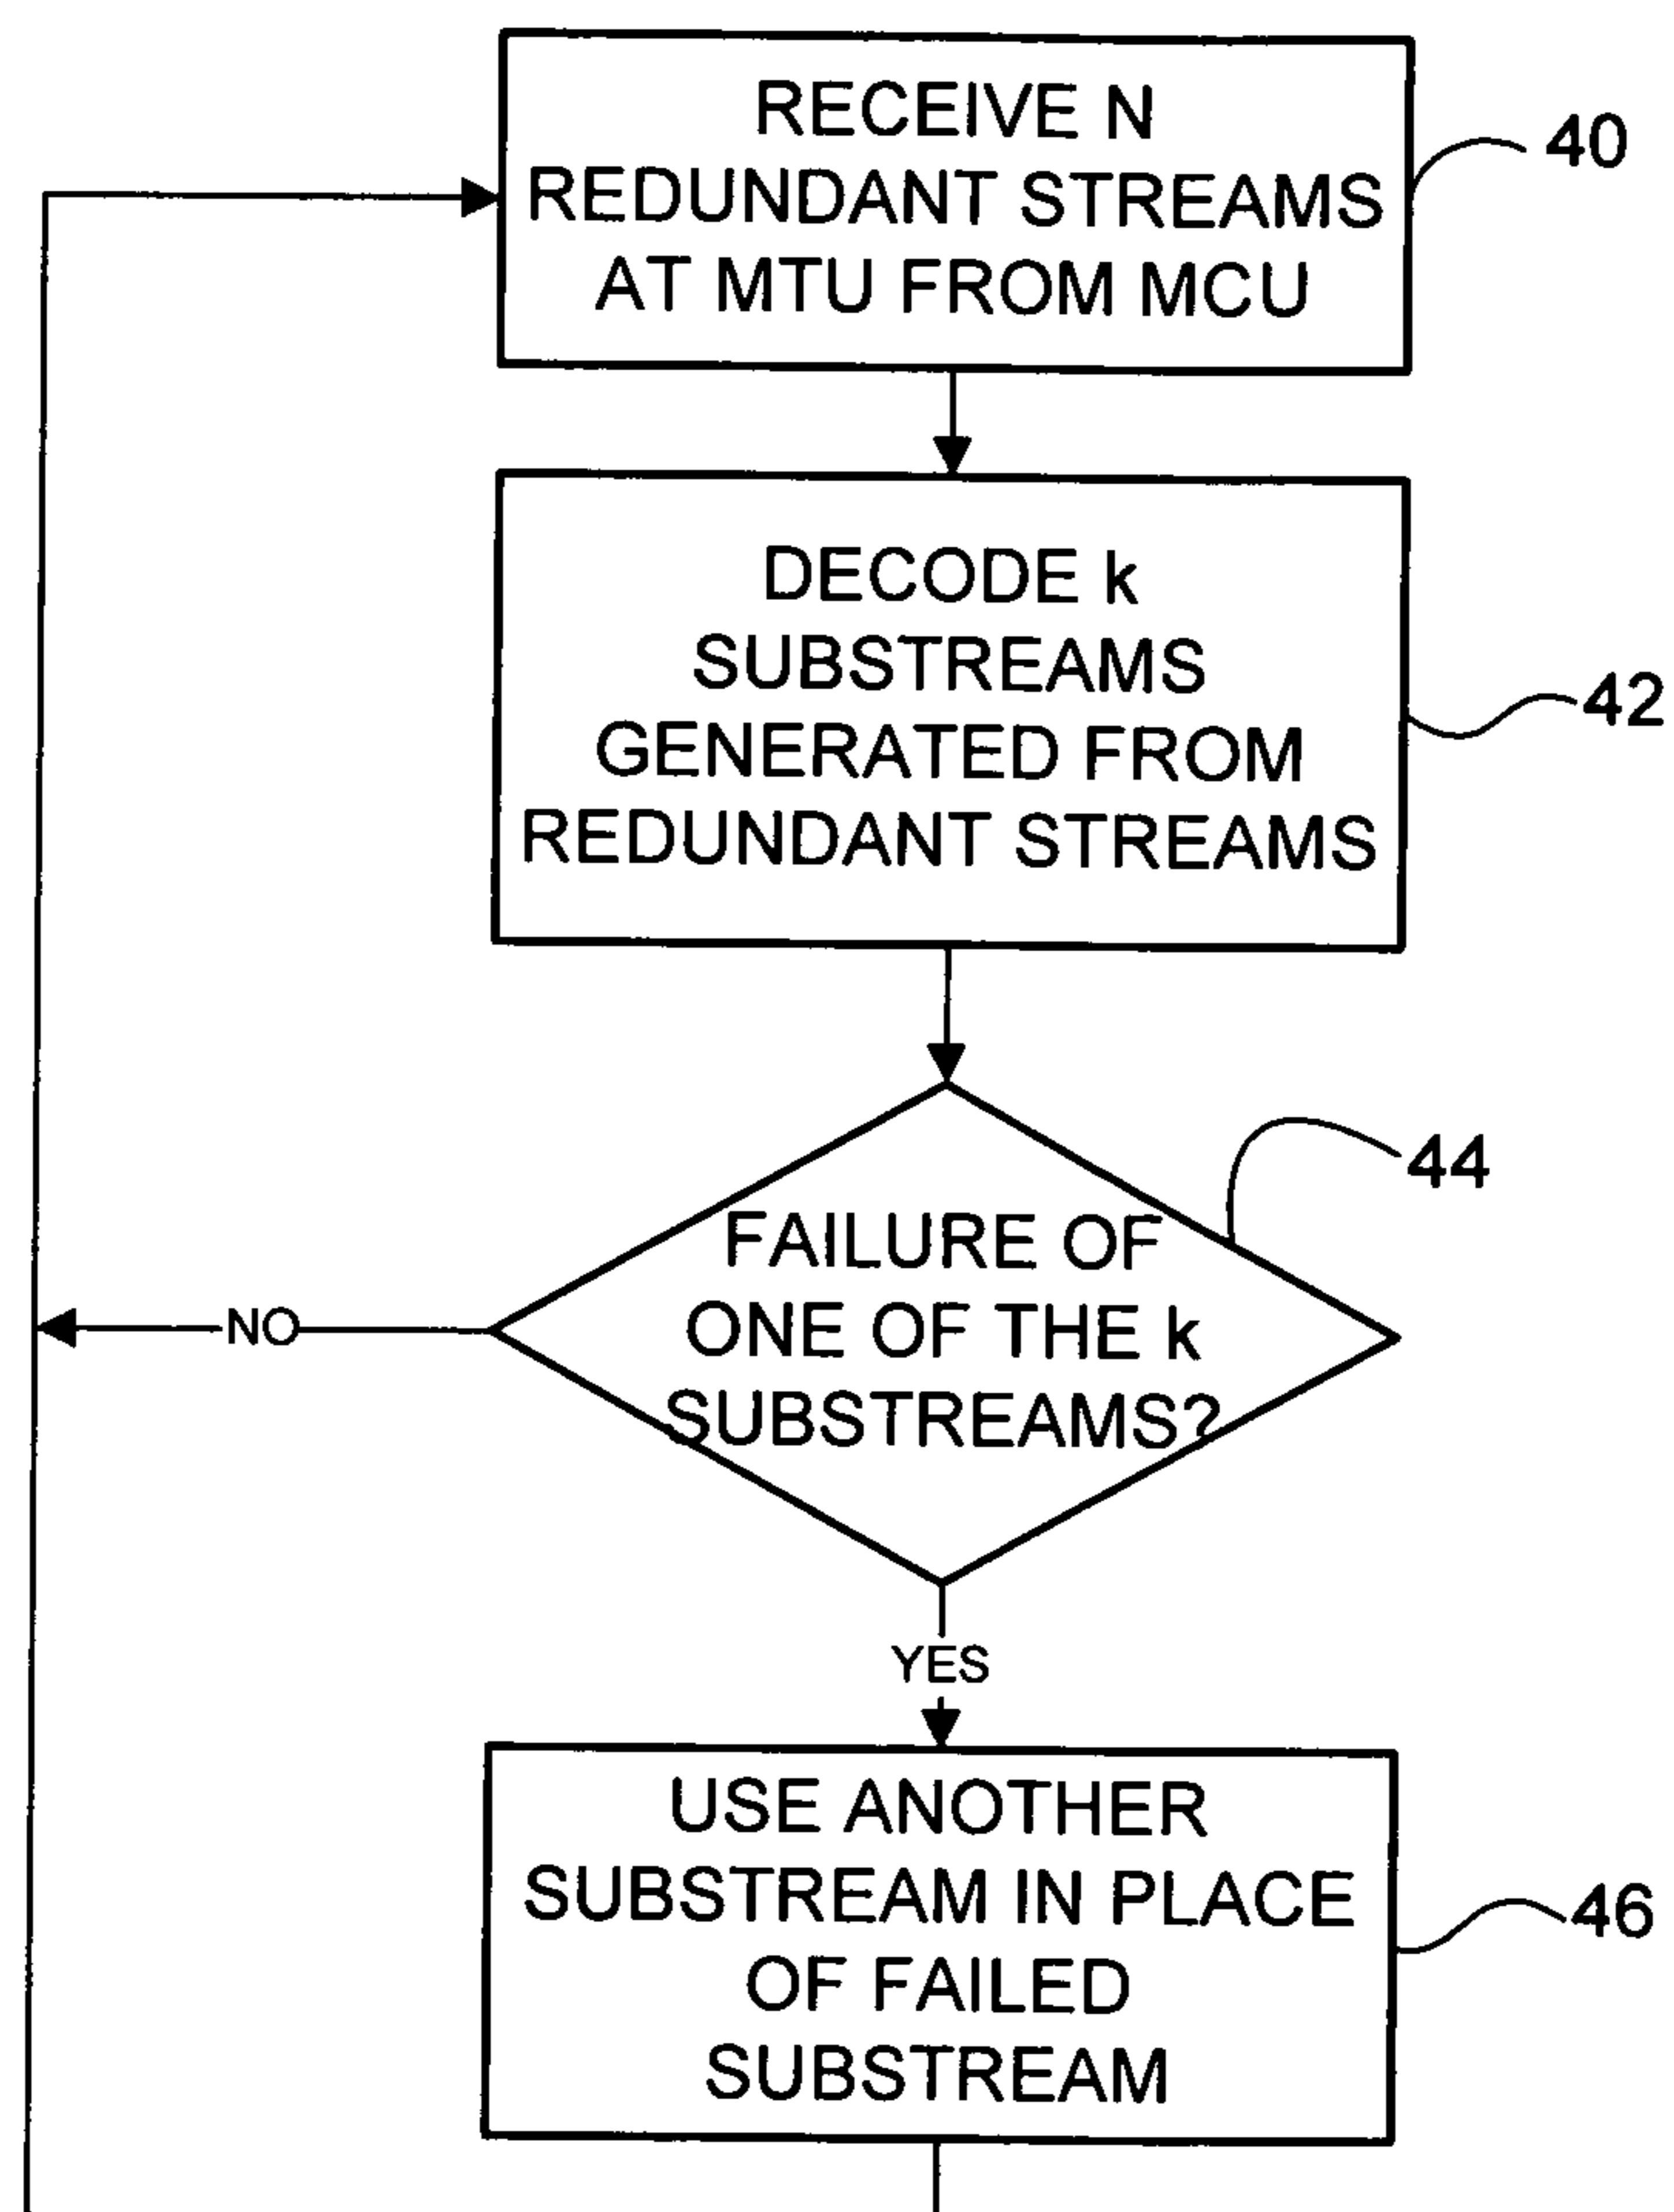 RECEIVE N
REDUNDANT STREAMS
AT MTU FROM MCU
40
DECODE k
SUBSTREAMS
GENERATED FROM
REDUNDANT STREAMS
42
44
FAILURE OF
ONE OF THE k
SUBSTREAMS?
NO
YES
USE ANOTHER
SUBSTREAM IN PLACE
OF FAILED
SUBSTREAM
46